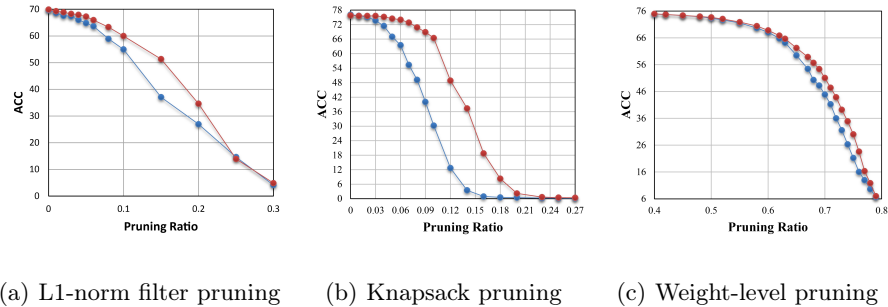 70
60
50
40
30
20
10
0
ACC
0 0.1 0.2 0.3
Pruning Ratio
78
72
66
60
54
48
42
36
30
24
18
12
6
0
ACC
0 0.03 0.06 0.09 0.12 0.15 0.18 0.21 0.24 0.27
Pruning Ratio
76
66
56
46
36
26
16
6
ACC
0.4 0.5 0.6 0.7 0.8
Pruning Ratio
(a) L1-norm filter pruning
(b) Knapsack pruning
(c) Weight-level pruning